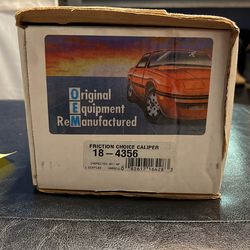 Original
Equipment
ReManufactured
FRICTION CHOICE CALIPER
18-4356